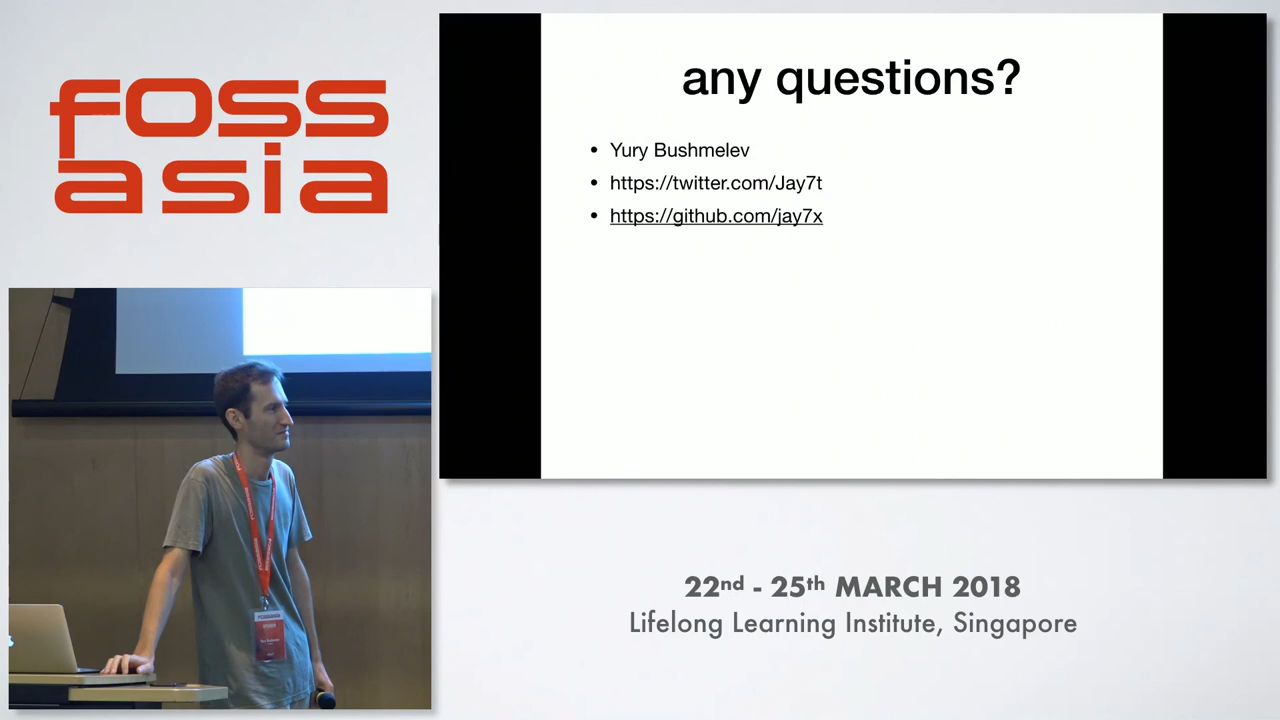 foss
asia
any questions?
• Yury Bushmelev
• https://twitter.com/Jay7t
• https://github.com/jay7x
22nd - 25th MARCH 2018
Lifelong Learning Institute, Singapore